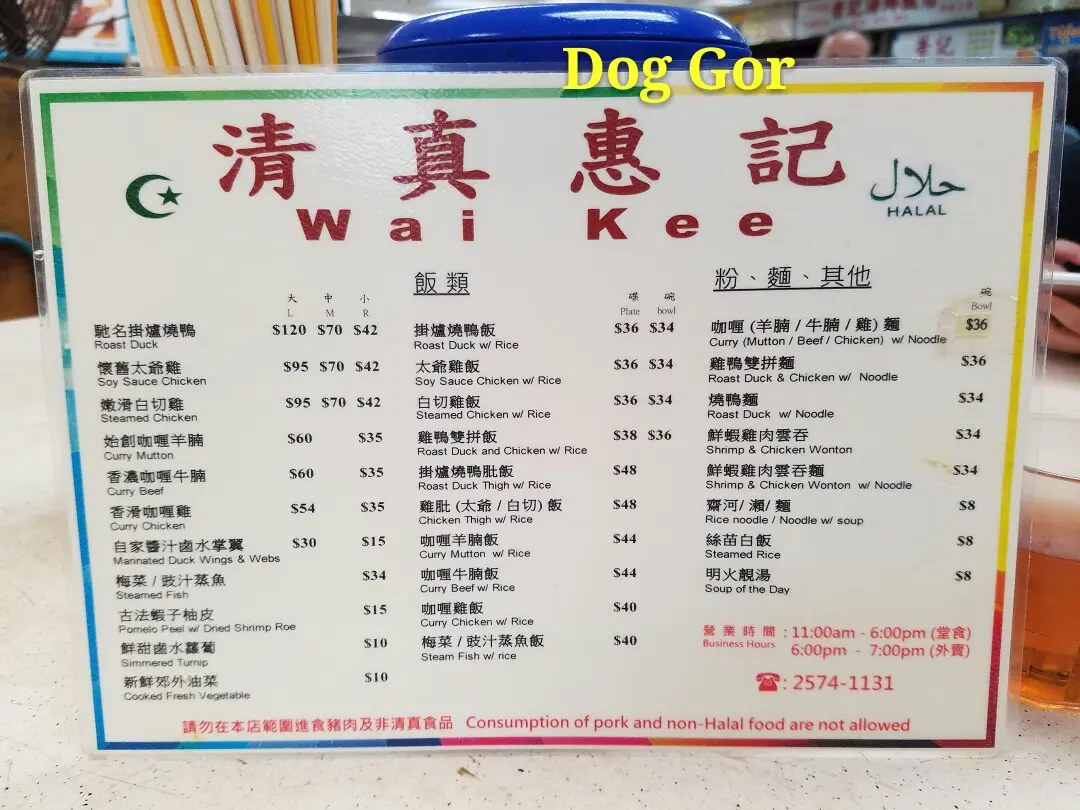 Dog Gor
清真惠記
Wai Kee
حلال
HALAL
大 中 小
L M R
馳名掛爐燒鴨 $120 $70 $42
Roast Duck
懷舊太爺雞 $95 $70 $42
Soy Sauce Chicken
嫩滑白切雞 $95 $70 $42
Steamed Chicken
始創咖喱羊腩 $60 $35
Curry Mutton
香濃咖喱牛腩 $60 $35
Curry Beef
香滑咖喱雞 $54 $35
Curry Chicken
自家醬汁鹵水掌翼 $30 $15
Marinated Duck Wings & Webs
梅菜 / 豉汁蒸魚 $34
Steamed Fish
古法蝦子柚皮 $15
Pomelo Peel w/ Dried Shrimp Roe
鮮甜鹵水蘿蔔 $10
Simmered Turnip
新鮮郊外油菜 $10
Cooked Fresh Vegetable
飯類
碟 碗
Plate bowl
掛爐燒鴨飯 $36 $34
Roast Duck w/ Rice
太爺雞飯 $36 $34
Soy Sauce Chicken w/ Rice
白切雞飯 $36 $34
Steamed Chicken w/ Rice
雞鴨雙拼飯 $38 $36
Roast Duck and Chicken w/ Rice
掛爐燒鴨肶飯 $48
Roast Duck Thigh w/ Rice
雞肶 (太爺 / 白切) 飯 $48
Chicken Thigh w/ Rice
咖喱羊腩飯 $44
Curry Mutton w/ Rice
咖喱牛腩飯 $44
Curry Beef w/ Rice
咖喱雞飯 $40
Curry Chicken w/ Rice
梅菜 / 豉汁蒸魚飯 $40
Steam Fish w/ rice
粉、麵、其他
碗
Bowl
咖喱 (羊腩 / 牛腩 / 雞) 麵 $36
Curry (Mutton / Beef / Chicken) w/ Noodle
雞鴨雙拼麵 $36
Roast Duck & Chicken w/ Noodle
燒鴨麵 $34
Roast Duck w/ Noodle
鮮蝦雞肉雲吞 $34
Shrimp & Chicken Wonton
鮮蝦雞肉雲吞麵 $34
Shrimp & Chicken Wonton w/ Noodle
齋河/ 瀨/ 麵 $8
Rice noodle / Noodle w/ soup
絲苗白飯 $8
Steamed Rice
明火靚湯 $8
Soup of the Day
營業時間 : 11:00am - 6:00pm (堂食)
Business Hours 6:00pm - 7:00pm (外賣)
☎: 2574-1131
請勿在本店範圍進食豬肉及非清真食品 Consumption of pork and non-Halal food are not allowed